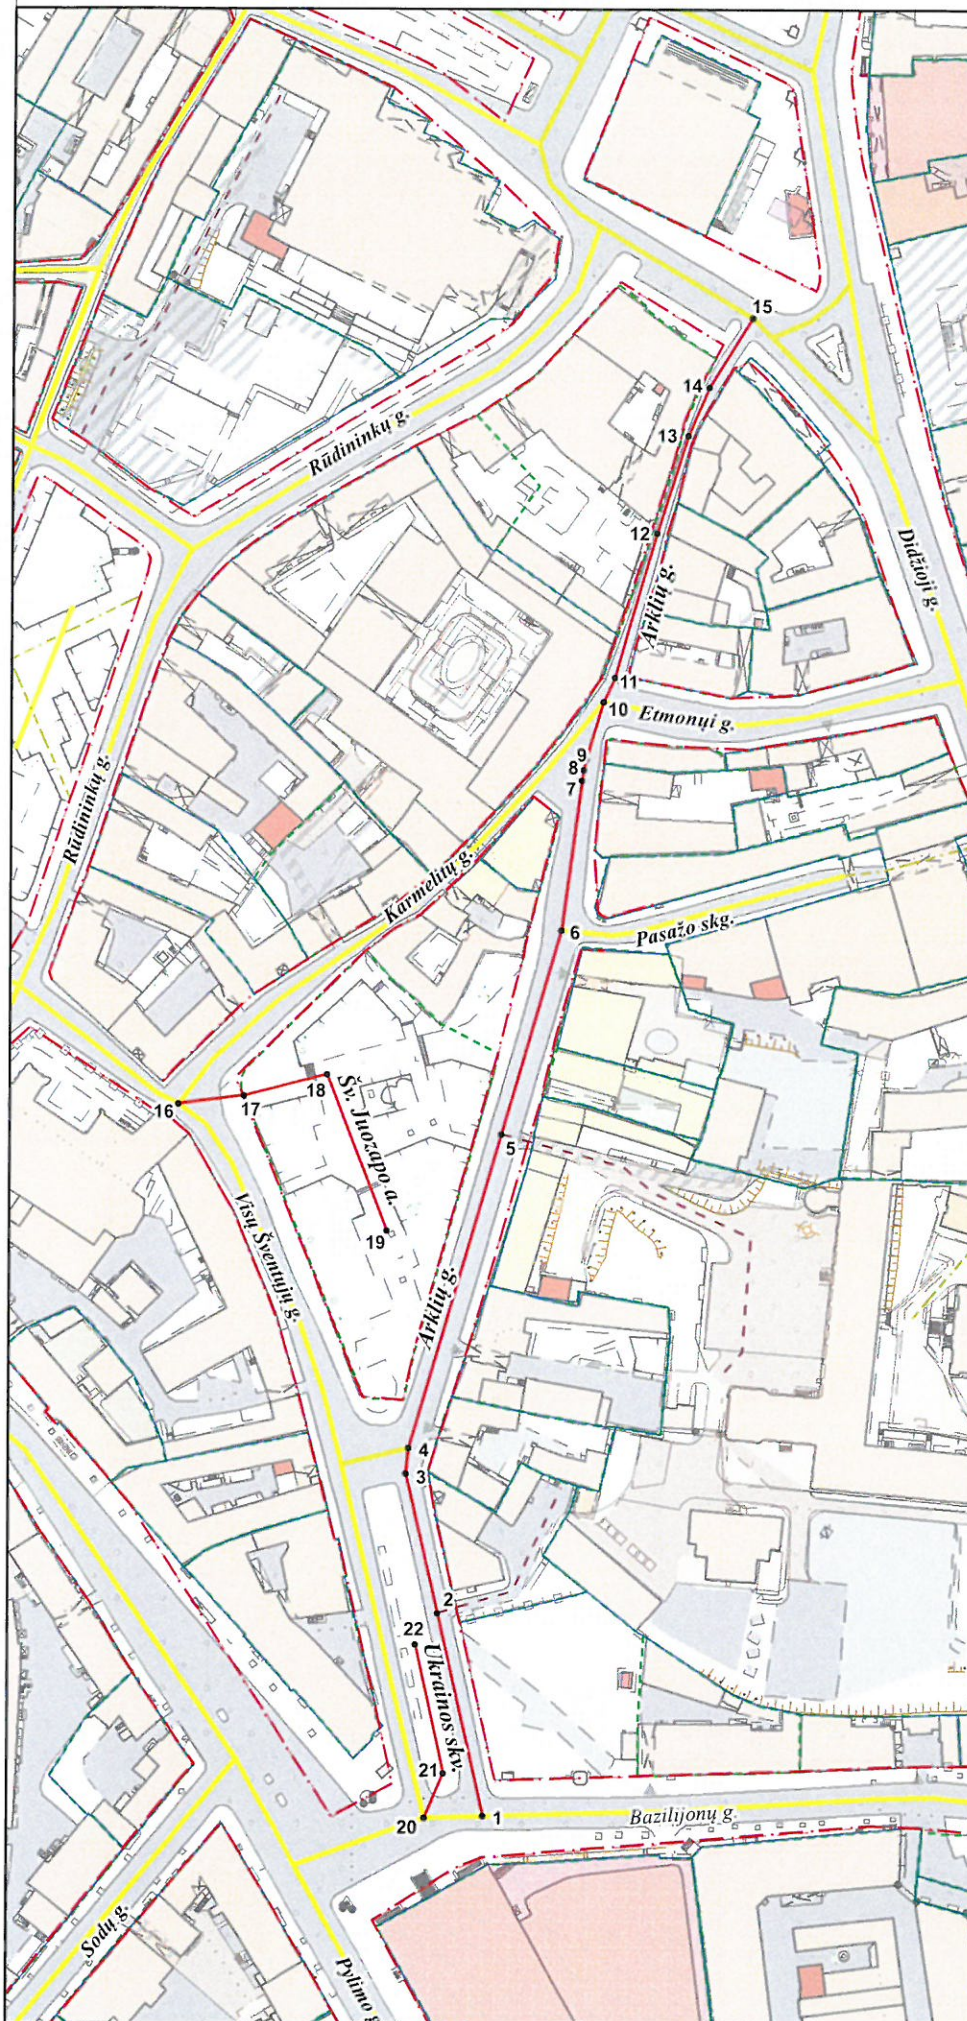 15
14
Rūdininkų g.
13
12
Didžioji g.
Arklių g.
11
10
Etmonųi g.
9
8
7
Rūdininkų g.
Karmelitų g.
6
Pasažo skg.
18
16
17
Šv. Juozapo a.
5
Visų Šventųjų g.
19
Arklių g.
4
3
2
22
Ukrainos skv.
21
20
1
Bazilijonų g.
Sodų g.
Pylimo g.